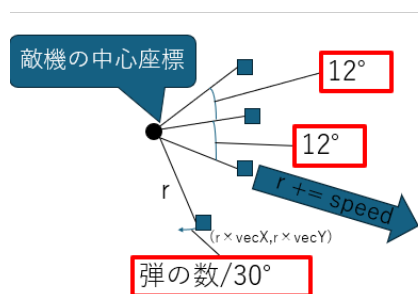 敵機の中心座標
12°
12°
r += speed
r
(r×vecX,r×vecY)
弾の数/30°